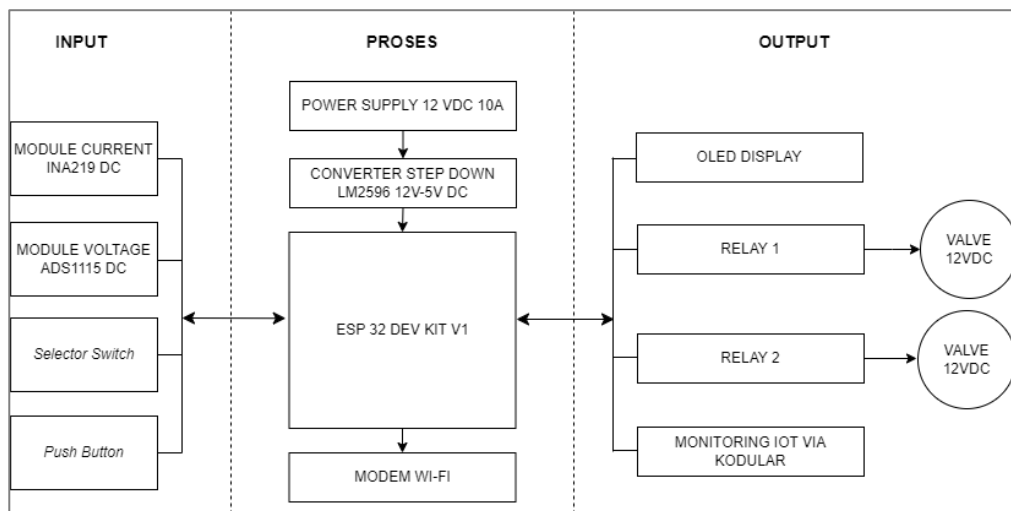 INPUT
PROSES
OUTPUT
MODULE CURRENT
INA219 DC
MODULE VOLTAGE
ADS1115 DC
Selector Switch
Push Button
POWER SUPPLY 12 VDC 10A
CONVERTER STEP DOWN
LM2596 12V-5V DC
ESP 32 DEV KIT V1
MODEM WI-FI
OLED DISPLAY
RELAY 1
VALVE
12VDC
RELAY 2
VALVE
12VDC
MONITORING IOT VIA
KODULAR